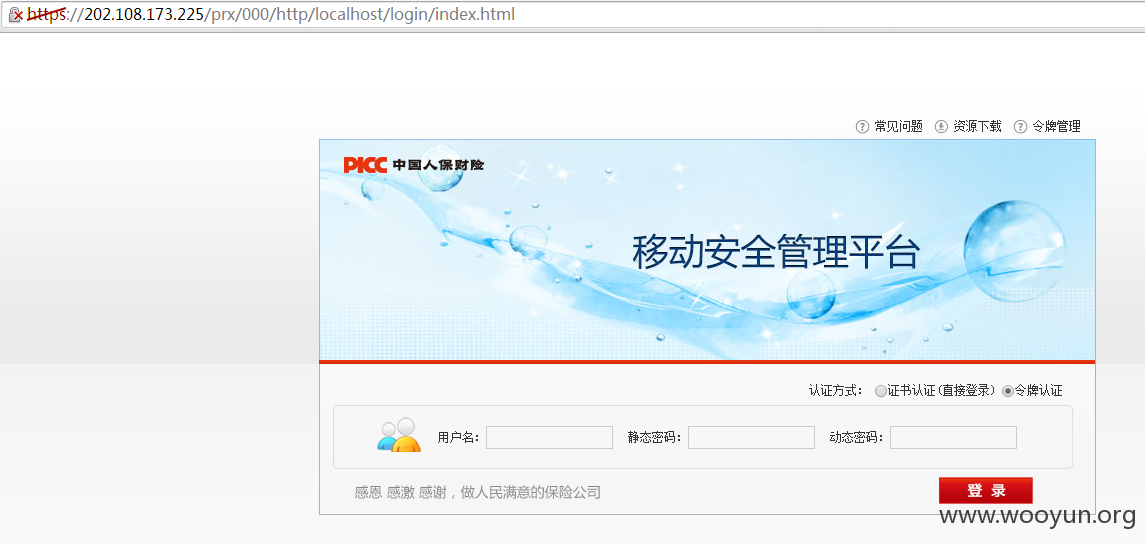 https://202.108.173.225/prx/000/http/localhost/login/index.html
常见问题 资源下载 令牌管理
PICC 中国人保财险
移动安全管理平台
认证方式： 证书认证(直接登录) 令牌认证
用户名： 静态密码： 动态密码：
感恩 感激 感谢，做人民满意的保险公司
登 录
www.wooyun.org